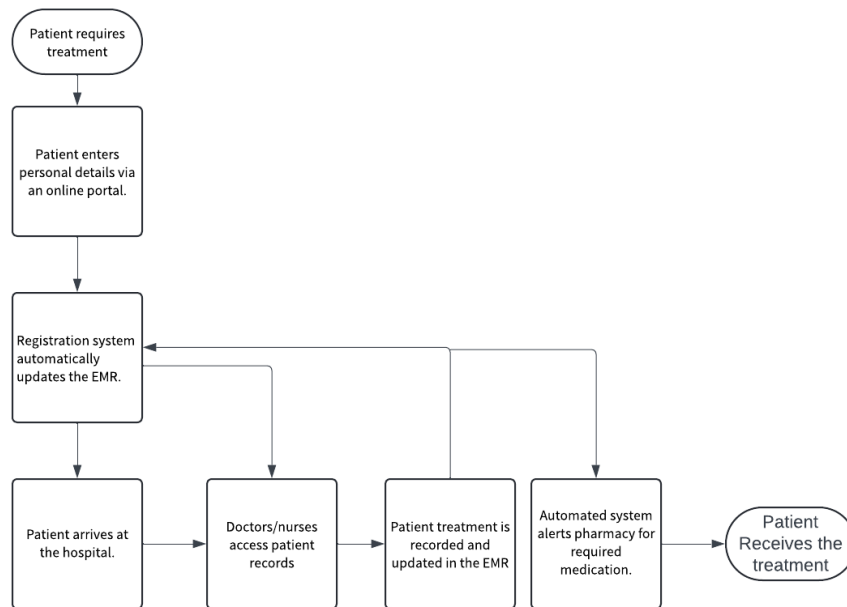 Patient requires
treatment
Patient enters
personal details via
an online portal.
Registration system
automatically
updates the EMR.
Patient arrives at
the hospital.
Doctors/nurses
access patient
records
Patient treatment is
recorded and
updated in the EMR
Automated system
alerts pharmacy for
required
medication.
Patient
Receives the
treatment